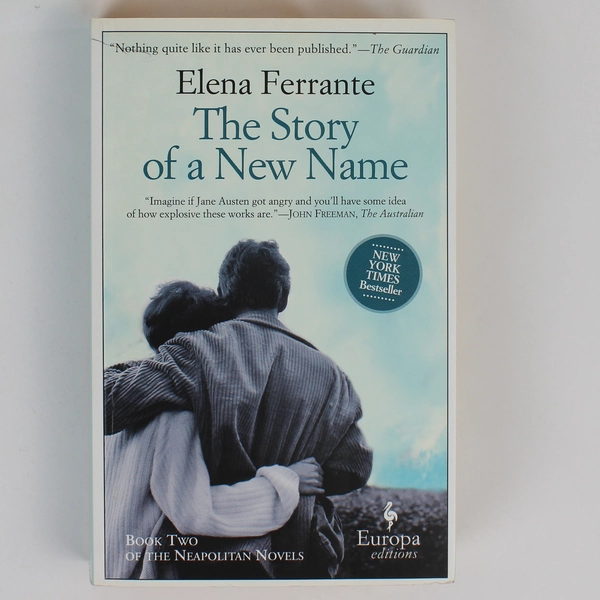 "Nothing quite like it has ever been published."—The Guardian
Elena Ferrante
The Story
of a New Name
"Imagine if Jane Austen got angry and you'll have some idea
of how explosive these works are."—John Freeman, The Australian
NEW
YORK
TIMES
Bestseller
Book Two
of the Neapolitan Novels
Europa
editions